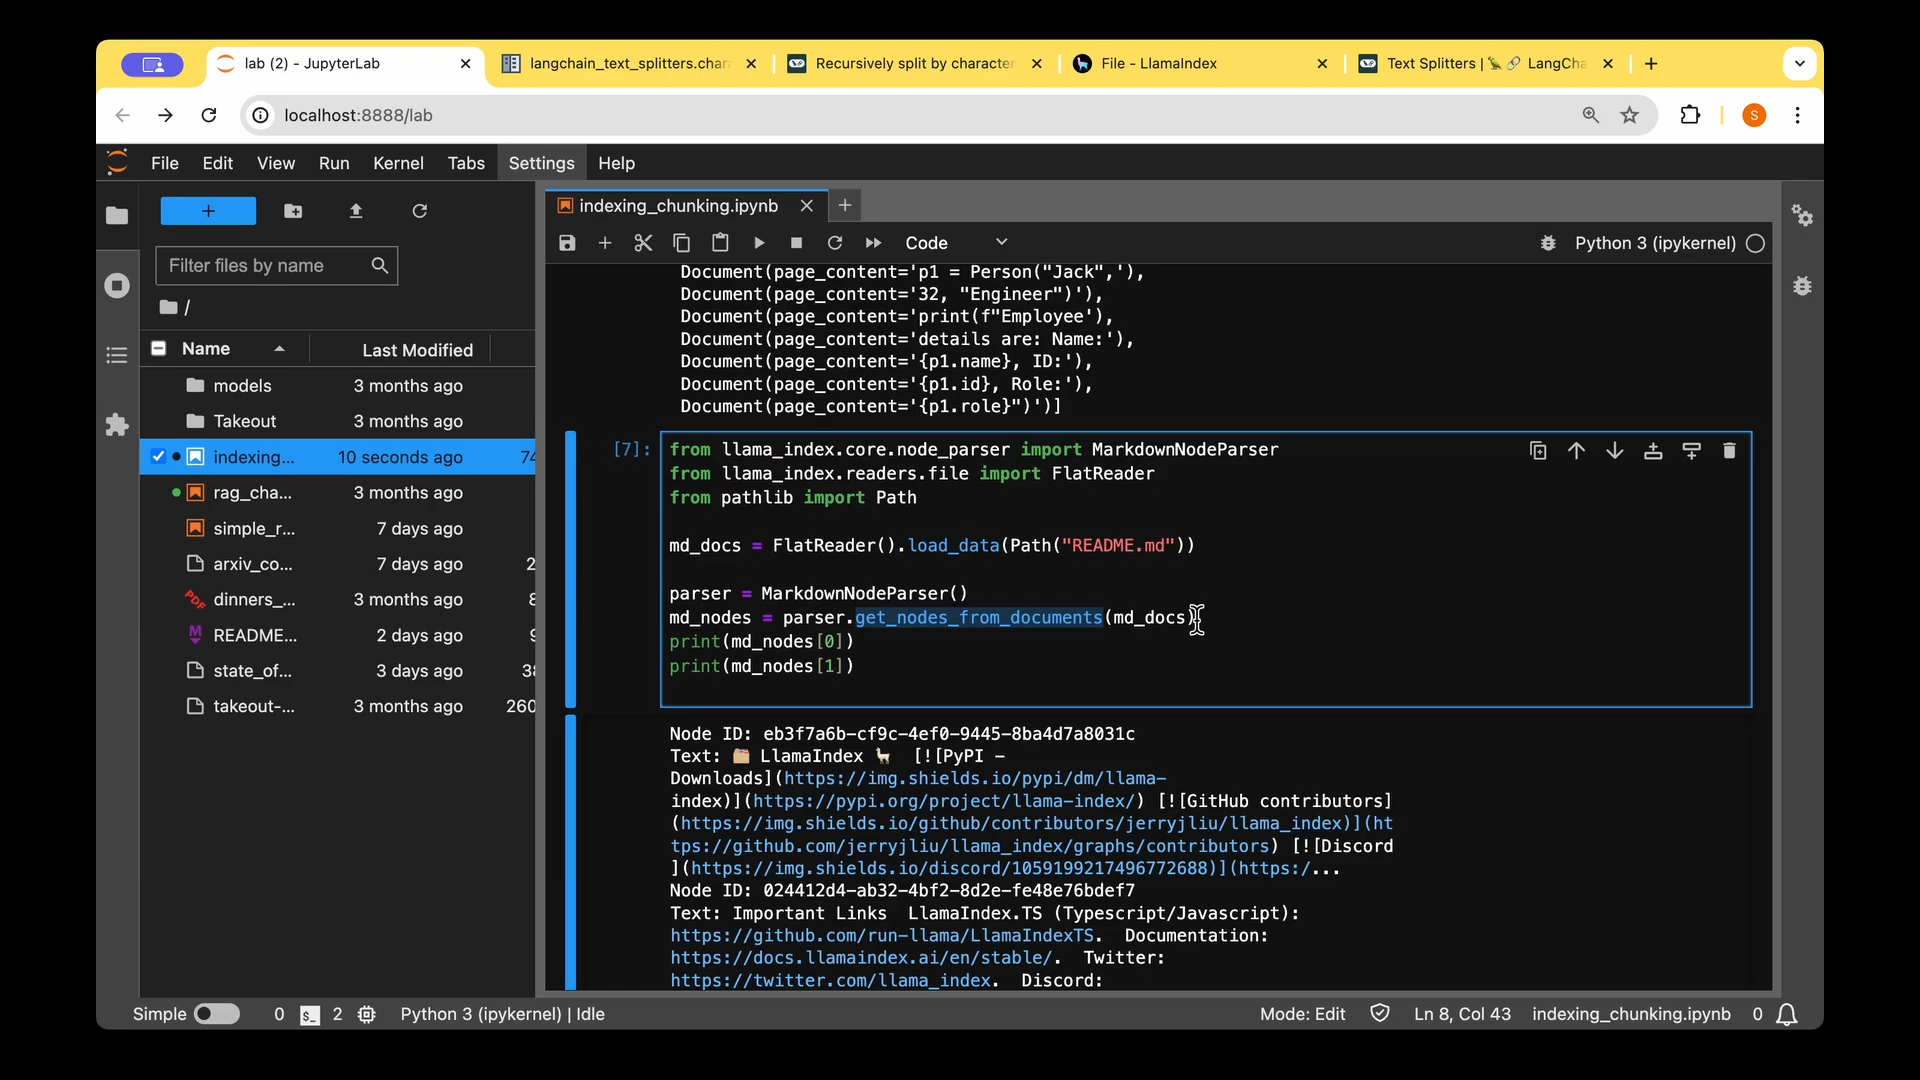 lab (2) - JupyterLab
langchain_text_splitters.char
Recursively split by character
File - LlamaIndex
Text Splitters | 🦜🔗 LangCha
localhost:8888/lab
S
File Edit View Run Kernel Tabs Settings Help
Filter files by name
/
Name Last Modified
models 3 months ago
Takeout 3 months ago
indexing... 10 seconds ago 74
rag_cha... 3 months ago
simple_r... 7 days ago
arxiv_co... 7 days ago 2
dinners_... 3 months ago
README... 2 days ago
state_of... 3 days ago
takeout-... 3 months ago 260
indexing_chunking.ipynb
Code
Python 3 (ipykernel)
Document(page_content='p1 = Person("Jack",'),
Document(page_content='32, "Engineer")'),
Document(page_content='print(f"Employee'),
Document(page_content='details are: Name:'),
Document(page_content='{p1.name}, ID:'),
Document(page_content='{p1.id}, Role:'),
Document(page_content='{p1.role}")')]
[7]:
from llama_index.core.node_parser import MarkdownNodeParser
from llama_index.readers.file import FlatReader
from pathlib import Path
md_docs = FlatReader().load_data(Path("README.md"))
parser = MarkdownNodeParser()
md_nodes = parser.get_nodes_from_documents(md_docs)
print(md_nodes[0])
print(md_nodes[1])
Node ID: eb3f7a6b-cf9c-4ef0-9445-8ba4d7a8031c
Text: 🗂️ LlamaIndex 🦙 [![PyPI -
Downloads](https://img.shields.io/pypi/dm/llama-
index)](https://pypi.org/project/llama-index/) [![GitHub contributors]
(https://img.shields.io/github/contributors/jerryjliu/llama_index)](ht
tps://github.com/jerryjliu/llama_index/graphs/contributors) [![Discord
](https://img.shields.io/discord/1059199217496772688)](https:/...
Node ID: 024412d4-ab32-4bf2-8d2e-fe48e76bdef7
Text: Important Links LlamaIndex.TS (Typescript/Javascript):
https://github.com/run-llama/LlamaIndexTS. Documentation:
https://docs.llamaindex.ai/en/stable/. Twitter:
https://twitter.com/llama_index. Discord:
Simple 0 $_ 2 Python 3 (ipykernel) | Idle
Mode: Edit Ln 8, Col 43 indexing_chunking.ipynb 0